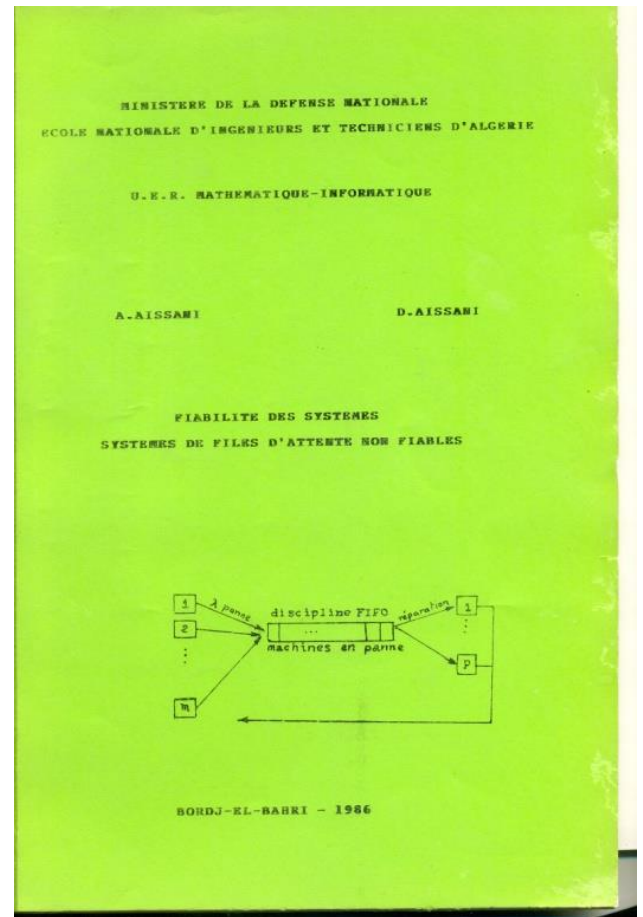 MINISTERE DE LA DEFENSE NATIONALE
ECOLE NATIONALE D'INGENIEURS ET TECHNICIENS D'ALGERIE
U.E.R. MATHEMATIQUE-INFORMATIQUE
A.AISSANI D.AISSANI
FIABILITE DES SYSTEMES
SYSTEMES DE FILES D'ATTENTE NON FIABLES
1 λ panne discipline FIFO réparation 1
2 ...
machines en panne
P
m
BORDJ-EL-BAHRI - 1986